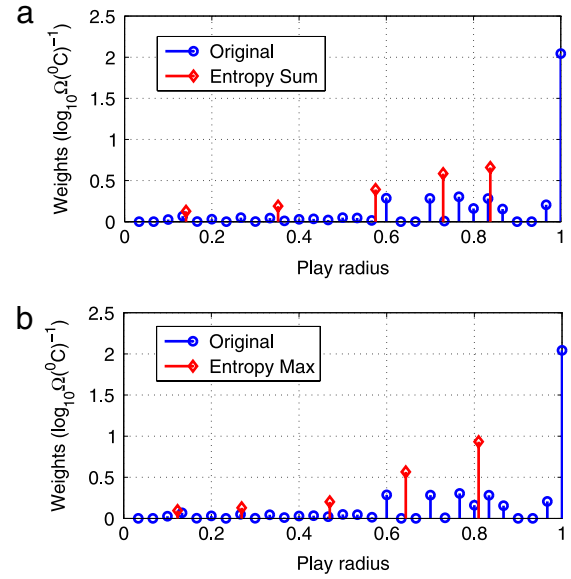 a
2.5
2
1.5
1
0.5
0
Weights (log₁₀Ω(⁰C)⁻¹)
Original
Entropy Sum
0 0.2 0.4 0.6 0.8 1
Play radius
b
2.5
2
1.5
1
0.5
0
Weights (log₁₀Ω(⁰C)⁻¹)
Original
Entropy Max
0 0.2 0.4 0.6 0.8 1
Play radius